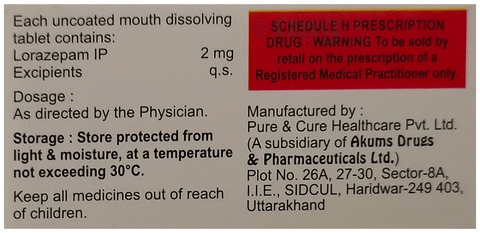 Each uncoated mouth dissolving
tablet contains:
Lorazepam IP 2 mg
Excipients q.s.
Dosage :
As directed by the Physician.
Storage : Store protected from
light & moisture, at a temperature
not exceeding 30°C.
Keep all medicines out of reach
of children.
SCHEDULE H PRESCRIPTION
DRUG - WARNING To be sold by
retail on the prescription of a
Registered Medical Practitioner only.
Manufactured by :
Pure & Cure Healthcare Pvt. Ltd.
(A subsidiary of Akums Drugs
& Pharmaceuticals Ltd.)
Plot No. 26A, 27-30, Sector-8A,
I.I.E., SIDCUL, Haridwar-249 403,
Uttarakhand